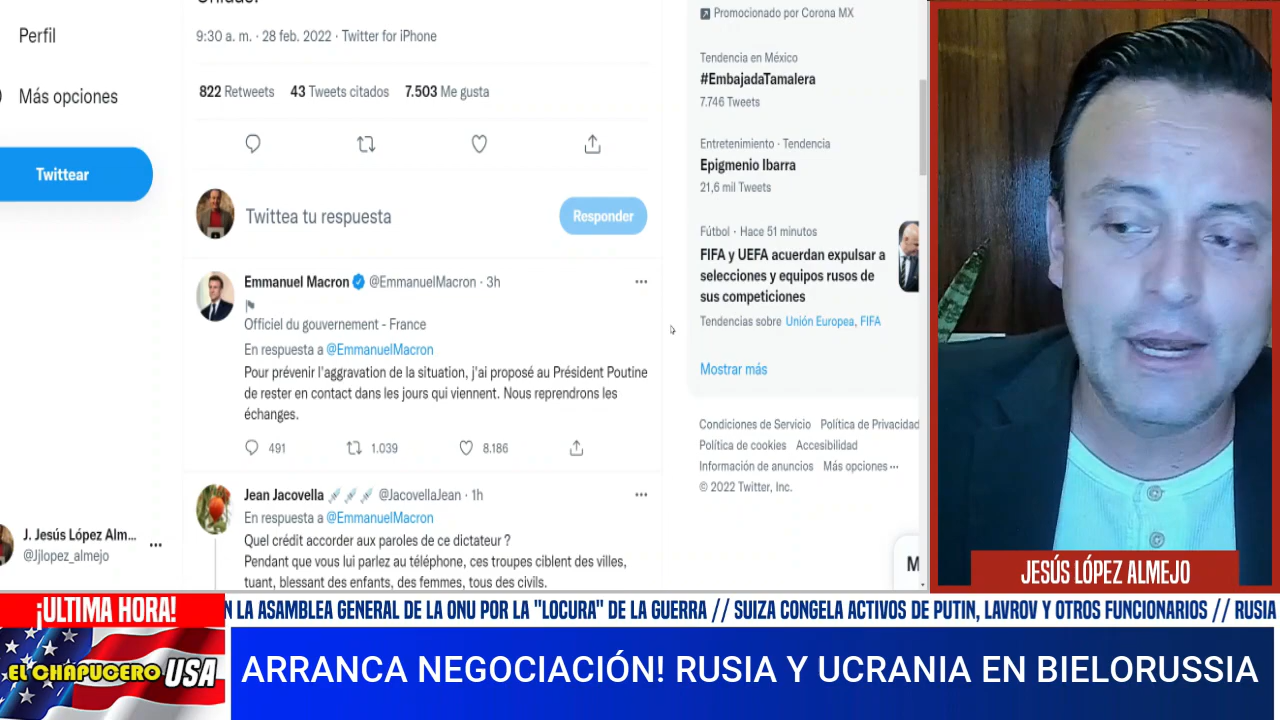 Perfil
Más opciones
Twittear
J. Jesús López Alm...
@Jjlopez_almejo
9:30 a. m. · 28 feb. 2022 · Twitter for iPhone
822 Retweets 43 Tweets citados 7.503 Me gusta
Twittea tu respuesta
Responder
Emmanuel Macron @EmmanuelMacron · 3h
Officiel du gouvernement - France
En respuesta a @EmmanuelMacron
Pour prévenir l'aggravation de la situation, j'ai proposé au Président Poutine
de rester en contact dans les jours qui viennent. Nous reprendrons les
échanges.
491 1.039 8.186
Jean Jacovella @JacovellaJean · 1h
En respuesta a @EmmanuelMacron
Quel crédit accorder aux paroles de ce dictateur ?
Pendant que vous lui parlez au téléphone, ces troupes ciblent des villes,
tuant, blessant des enfants, des femmes, tous des civils.
Promocionado por Corona MX
Tendencia en México
#EmbajadaTamalera
7.746 Tweets
Entretenimiento · Tendencia
Epigmenio Ibarra
21,6 mil Tweets
Fútbol · Hace 51 minutos
FIFA y UEFA acuerdan expulsar a
selecciones y equipos rusos de
sus competiciones
Tendencias sobre Unión Europea, FIFA
Mostrar más
Condiciones de Servicio Política de Privacidad
Política de cookies Accesibilidad
Información de anuncios Más opciones ···
© 2022 Twitter, Inc.
M
JESÚS LÓPEZ ALMEJO
¡ULTIMA HORA!
N LA ASAMBLEA GENERAL DE LA ONU POR LA "LOCURA" DE LA GUERRA // SUIZA CONGELA ACTIVOS DE PUTIN, LAVROV Y OTROS FUNCIONARIOS // RUSIA
EL CHAPUCERO USA
ARRANCA NEGOCIACIÓN! RUSIA Y UCRANIA EN BIELORUSSIA